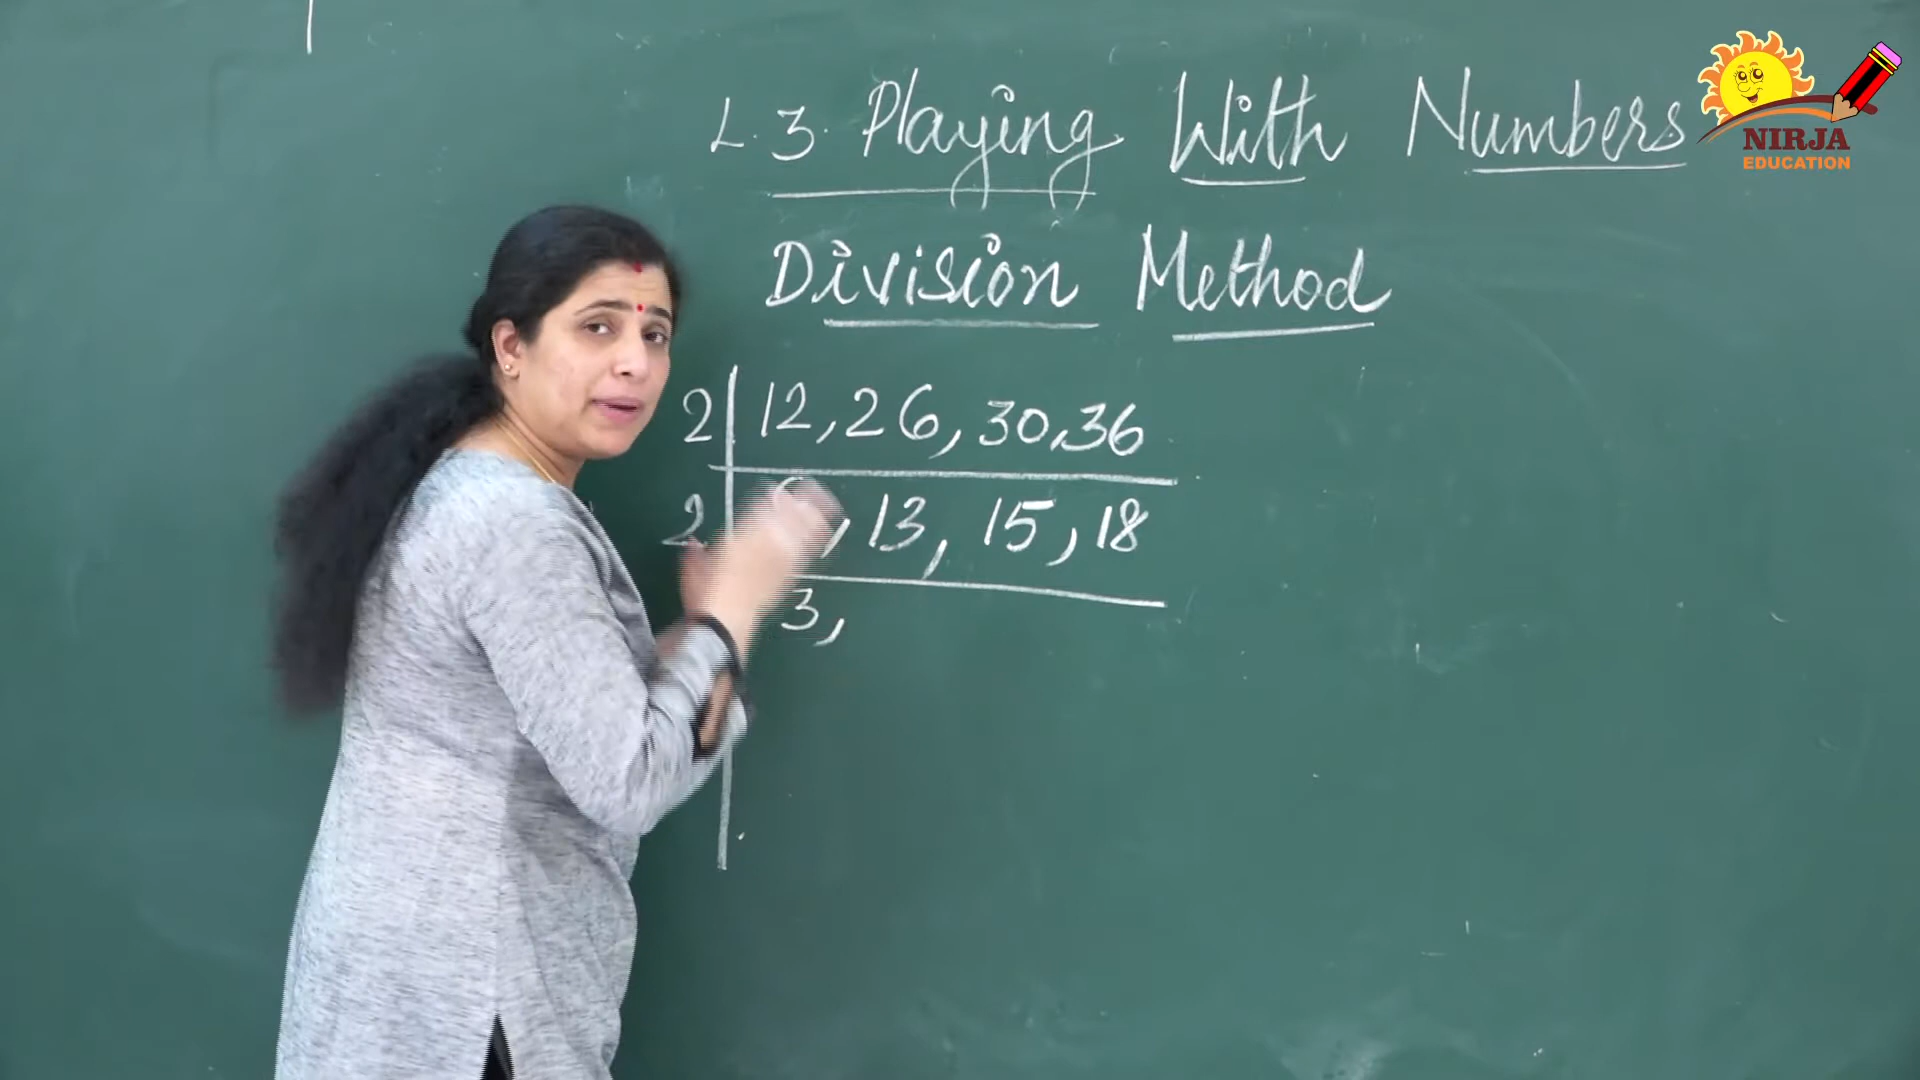 L.3. Playing With Numbers
NIRJA
EDUCATION
Division Method
2 12, 26, 30, 36
2 , 13, 15, 18
3,